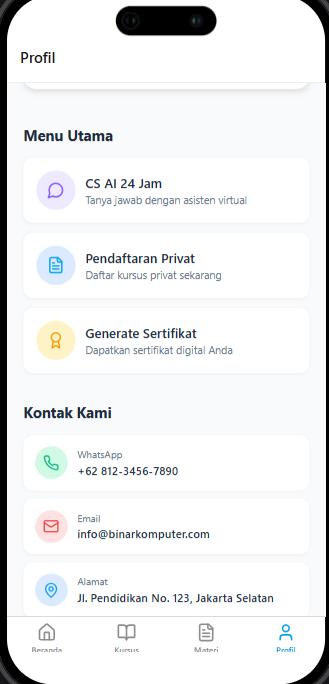 Profil
Menu Utama
CS AI 24 Jam
Tanya jawab dengan asisten virtual
Pendaftaran Privat
Daftar kursus privat sekarang
Generate Sertifikat
Dapatkan sertifikat digital Anda
Kontak Kami
WhatsApp
+62 812-3456-7890
Email
info@binarkomputer.com
Alamat
Jl. Pendidikan No. 123, Jakarta Selatan
Beranda
Kursus
Materi
Profil